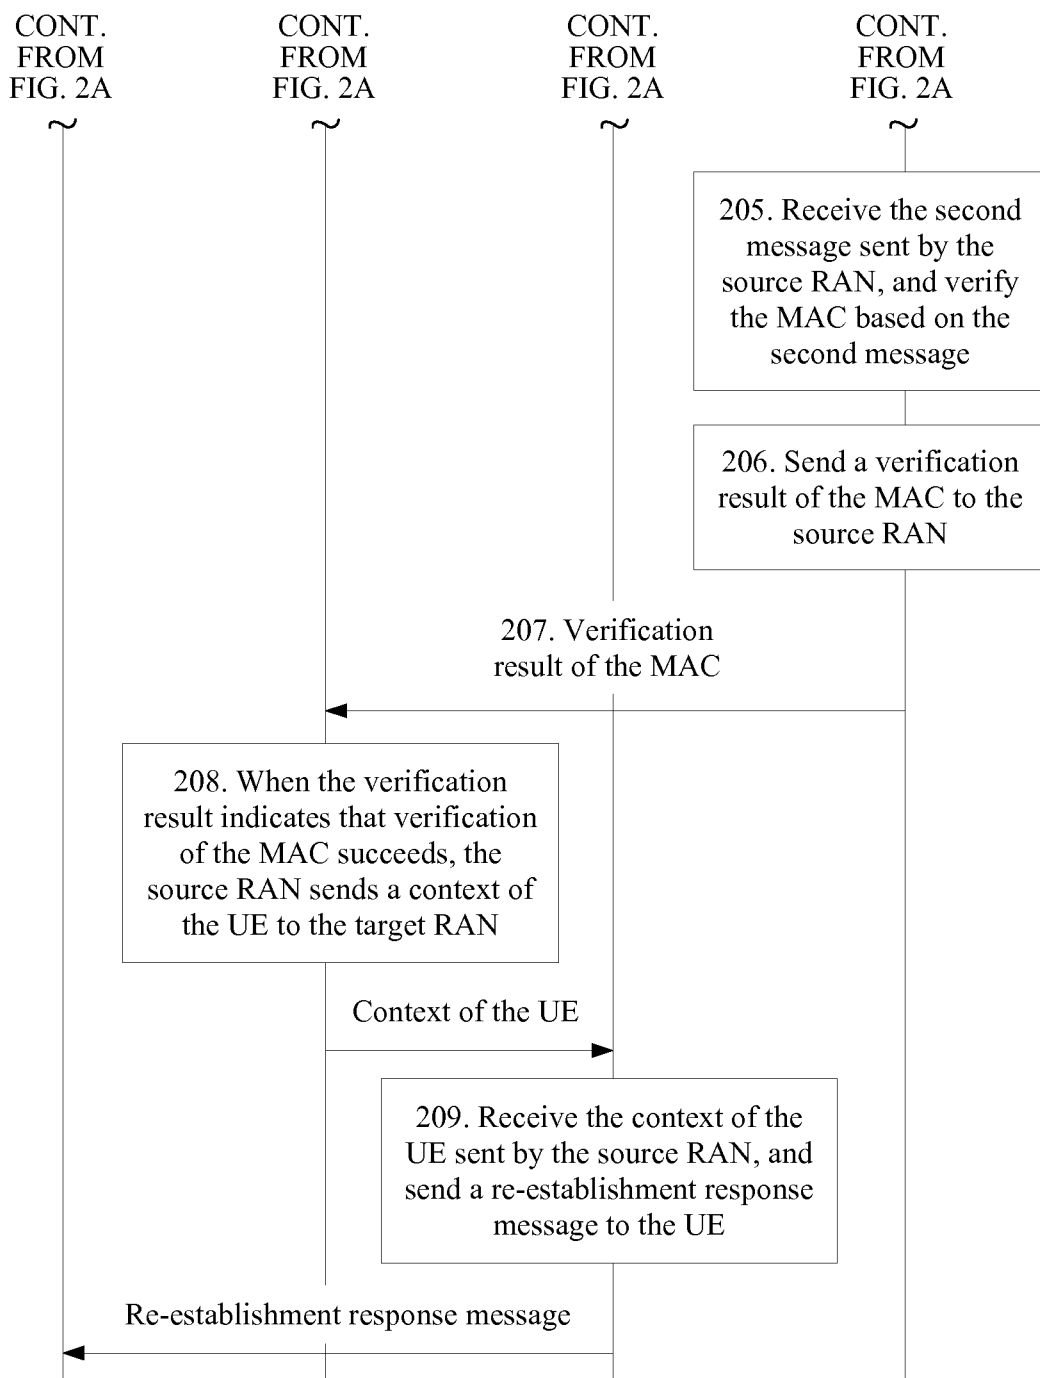 CONT.
FROM
FIG. 2A
CONT.
FROM
FIG. 2A
CONT.
FROM
FIG. 2A
CONT.
FROM
FIG. 2A
205. Receive the second
message sent by the
source RAN, and verify
the MAC based on the
second message
206. Send a verification
result of the MAC to the
source RAN
207. Verification
result of the MAC
208. When the verification
result indicates that verification
of the MAC succeeds, the
source RAN sends a context of
the UE to the target RAN
Context of the UE
209. Receive the context of the
UE sent by the source RAN, and
send a re-establishment response
message to the UE
Re-establishment response message